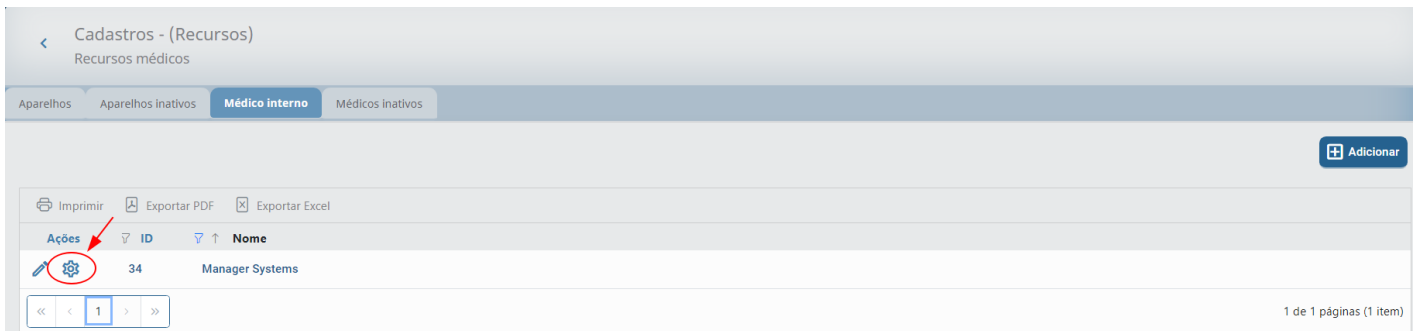 Cadastros - (Recursos)
Recursos médicos
Aparelhos Aparelhos inativos Médico interno Médicos inativos
Adicionar
Imprimir Exportar PDF Exportar Excel
Ações ID Nome
34 Manager Systems
1 1 de 1 páginas (1 item)